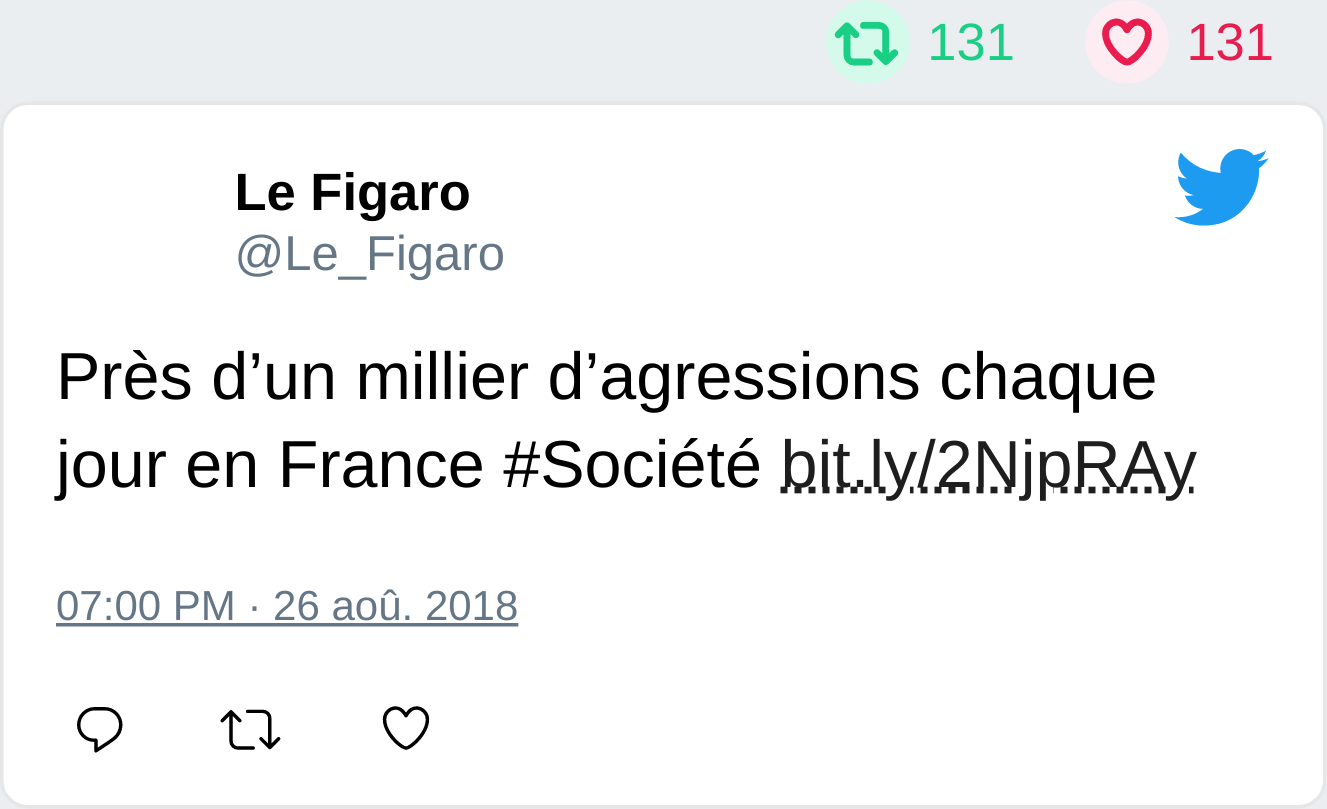 131 131
Le Figaro
@Le_Figaro
Près d’un millier d’agressions chaque
jour en France #Société bit.ly/2NjpRAy
07:00 PM · 26 aoû. 2018